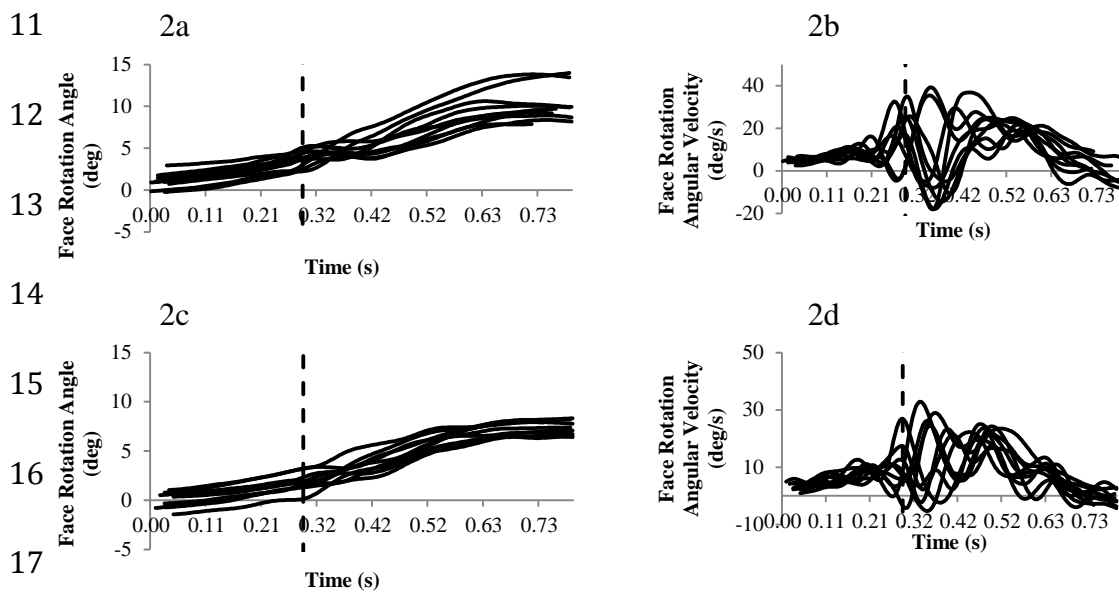 11
2a
2b
Face Rotation Angle
(deg)
15
10
5
0
-5
0.00 0.11 0.21 0.32 0.42 0.52 0.63 0.73
Time (s)
Face Rotation
Angular Velocity
(deg/s)
40
20
0
-20
0.00 0.11 0.21 0.32 0.42 0.52 0.63 0.73
Time (s)
12
13
14
2c
2d
Face Rotation Angle
(deg)
15
10
5
0
-5
0.00 0.11 0.21 0.32 0.42 0.52 0.63 0.73
Time (s)
Face Rotation
Angular Velocity
(deg/s)
50
30
10
-10
0.00 0.11 0.21 0.32 0.42 0.52 0.63 0.73
Time (s)
15
16
17